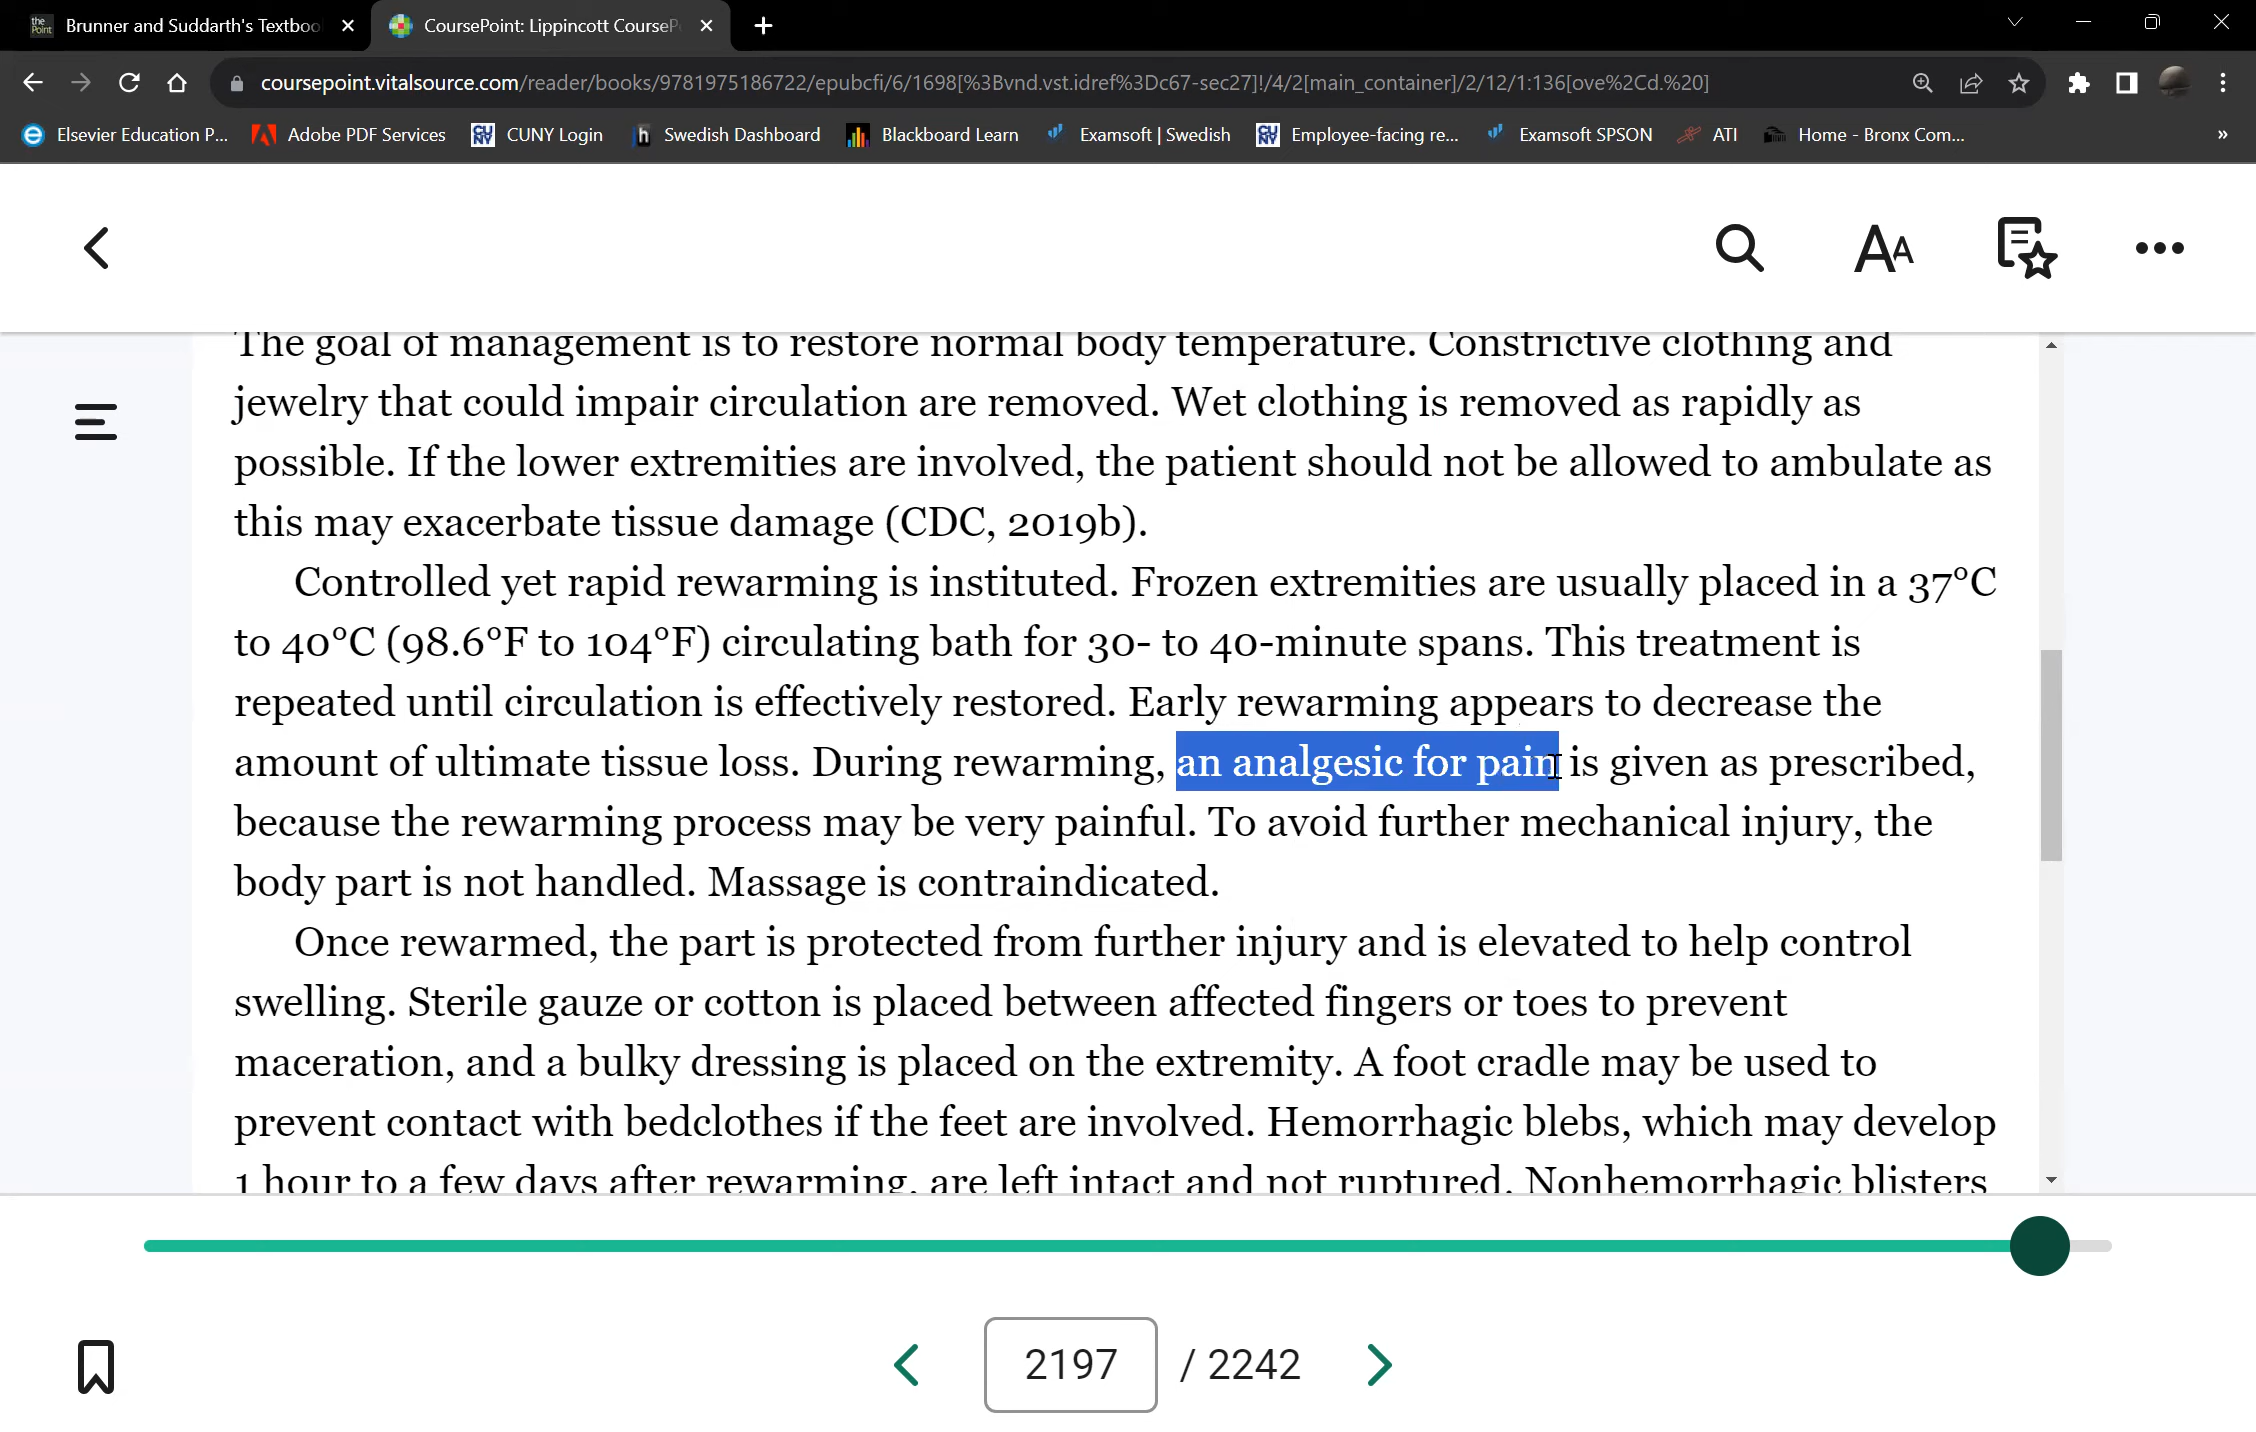 the Point
Brunner and Suddarth's Textboo
CoursePoint: Lippincott CourseP
coursepoint.vitalsource.com/reader/books/9781975186722/epubcfi/6/1698[%3Bvnd.vst.idref%3Dc67-sec27]!/4/2[main_container]/2/12/1:136[ove%2Cd.%20]
Elsevier Education P...
Adobe PDF Services
CU NY CUNY Login
h Swedish Dashboard
Blackboard Learn
Examsoft | Swedish
CU NY Employee-facing re...
Examsoft SPSON
ATI
Home - Bronx Com...
»
AA
The goal of management is to restore normal body temperature. Constrictive clothing and
jewelry that could impair circulation are removed. Wet clothing is removed as rapidly as
possible. If the lower extremities are involved, the patient should not be allowed to ambulate as
this may exacerbate tissue damage (CDC, 2019b).
Controlled yet rapid rewarming is instituted. Frozen extremities are usually placed in a 37°C
to 40°C (98.6°F to 104°F) circulating bath for 30- to 40-minute spans. This treatment is
repeated until circulation is effectively restored. Early rewarming appears to decrease the
amount of ultimate tissue loss. During rewarming, an analgesic for pain is given as prescribed,
because the rewarming process may be very painful. To avoid further mechanical injury, the
body part is not handled. Massage is contraindicated.
Once rewarmed, the part is protected from further injury and is elevated to help control
swelling. Sterile gauze or cotton is placed between affected fingers or toes to prevent
maceration, and a bulky dressing is placed on the extremity. A foot cradle may be used to
prevent contact with bedclothes if the feet are involved. Hemorrhagic blebs, which may develop
1 hour to a few days after rewarming, are left intact and not ruptured. Nonhemorrhagic blisters
2197 / 2242